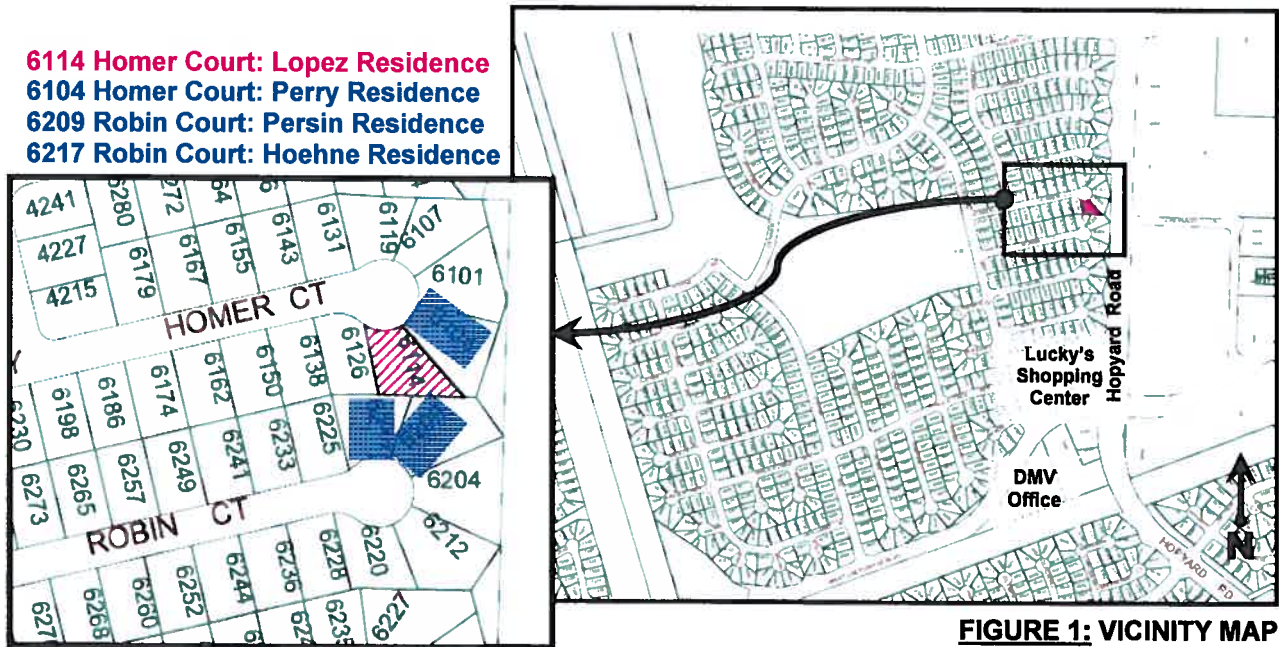 6114 Homer Court: Lopez Residence
6104 Homer Court: Perry Residence
6209 Robin Court: Persin Residence
6217 Robin Court: Hoehne Residence
4241
4227
4215
6280
6179
6167
6155
6143
6131
6119
6107
6101
HOMER CT
6114
6126
6138
6150
6162
6174
6186
6198
6230
6225
6233
6241
6249
6257
6265
6273
6204
ROBIN CT
6212
6220
6228
6236
6244
6252
6260
6268
6227
Lucky's
Shopping
Center
Hopyard Road
DMV
Office
HOPYARD RD
N
FIGURE 1: VICINITY MAP